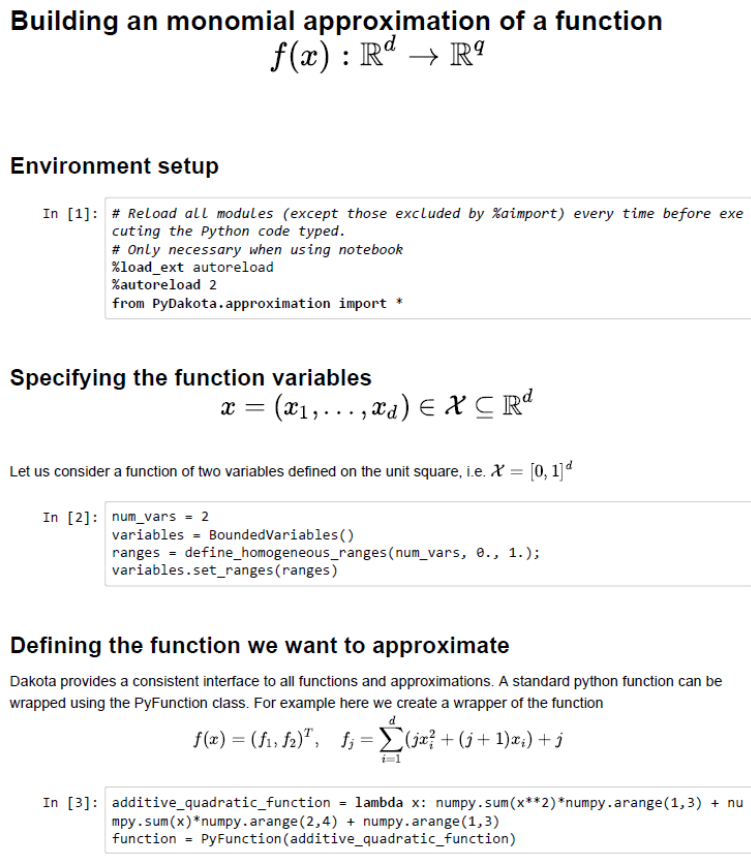 Building an monomial approximation of a function
f(x) : ℝᵈ → ℝ^q
Environment setup
In [1]: # Reload all modules (except those excluded by %aimport) every time before exe
cuting the Python code typed.
# Only necessary when using notebook
%load_ext autoreload
%autoreload 2
from PyDakota.approximation import *
Specifying the function variables
x = (x₁, . . . , x_d) ∈ 𝒳 ⊆ ℝᵈ
Let us consider a function of two variables defined on the unit square, i.e. 𝒳 = [0, 1]ᵈ
In [2]: num_vars = 2
variables = BoundedVariables()
ranges = define_homogeneous_ranges(num_vars, 0., 1.);
variables.set_ranges(ranges)
Defining the function we want to approximate
Dakota provides a consistent interface to all functions and approximations. A standard python function can be
wrapped using the PyFunction class. For example here we create a wrapper of the function
f(x) = (f₁, f₂)ᵀ, f_j = ∑_{i=1}^{d} (jx_i² + (j + 1)x_i) + j
In [3]: additive_quadratic_function = lambda x: numpy.sum(x**2)*numpy.arange(1,3) + nu
mpy.sum(x)*numpy.arange(2,4) + numpy.arange(1,3)
function = PyFunction(additive_quadratic_function)